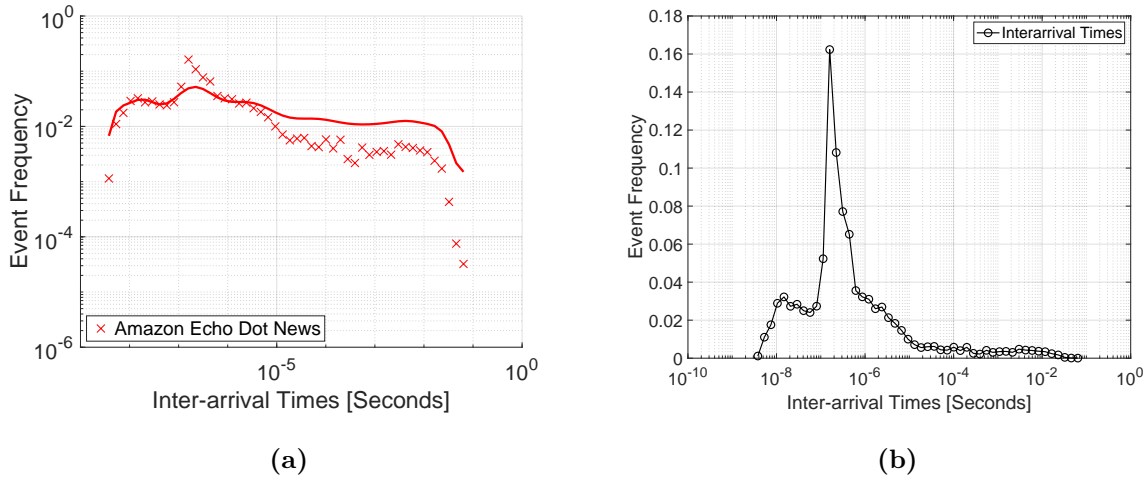 10^0
10^-2
10^-4
10^-6
Event Frequency
Amazon Echo Dot News
10^-5
10^0
Inter-arrival Times [Seconds]
(a)
0.18
0.16
0.14
0.12
0.10
0.08
0.06
0.04
0.02
0
Event Frequency
Interarrival Times
10^-10
10^-8
10^-6
10^-4
10^-2
10^0
Inter-arrival Times [Seconds]
(b)